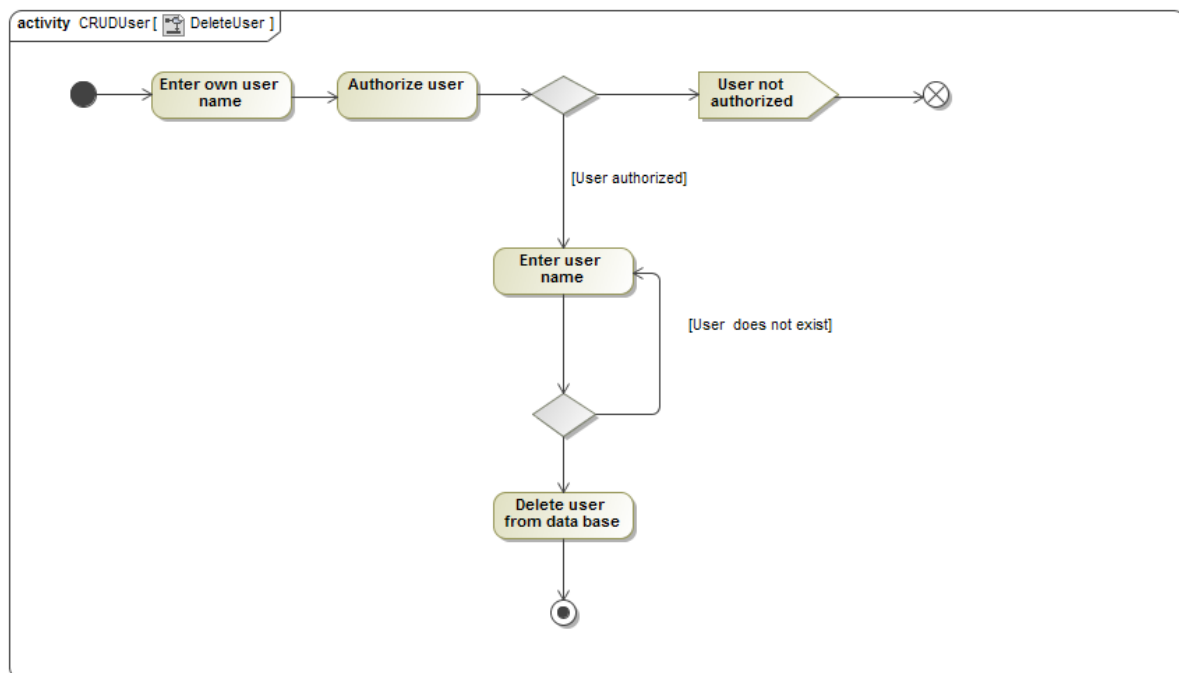 activity CRUDUser[ DeleteUser ]
Enter own user
name
Authorize user
User not
authorized
[User authorized]
Enter user
name
[User  does not exist]
Delete user
from data base